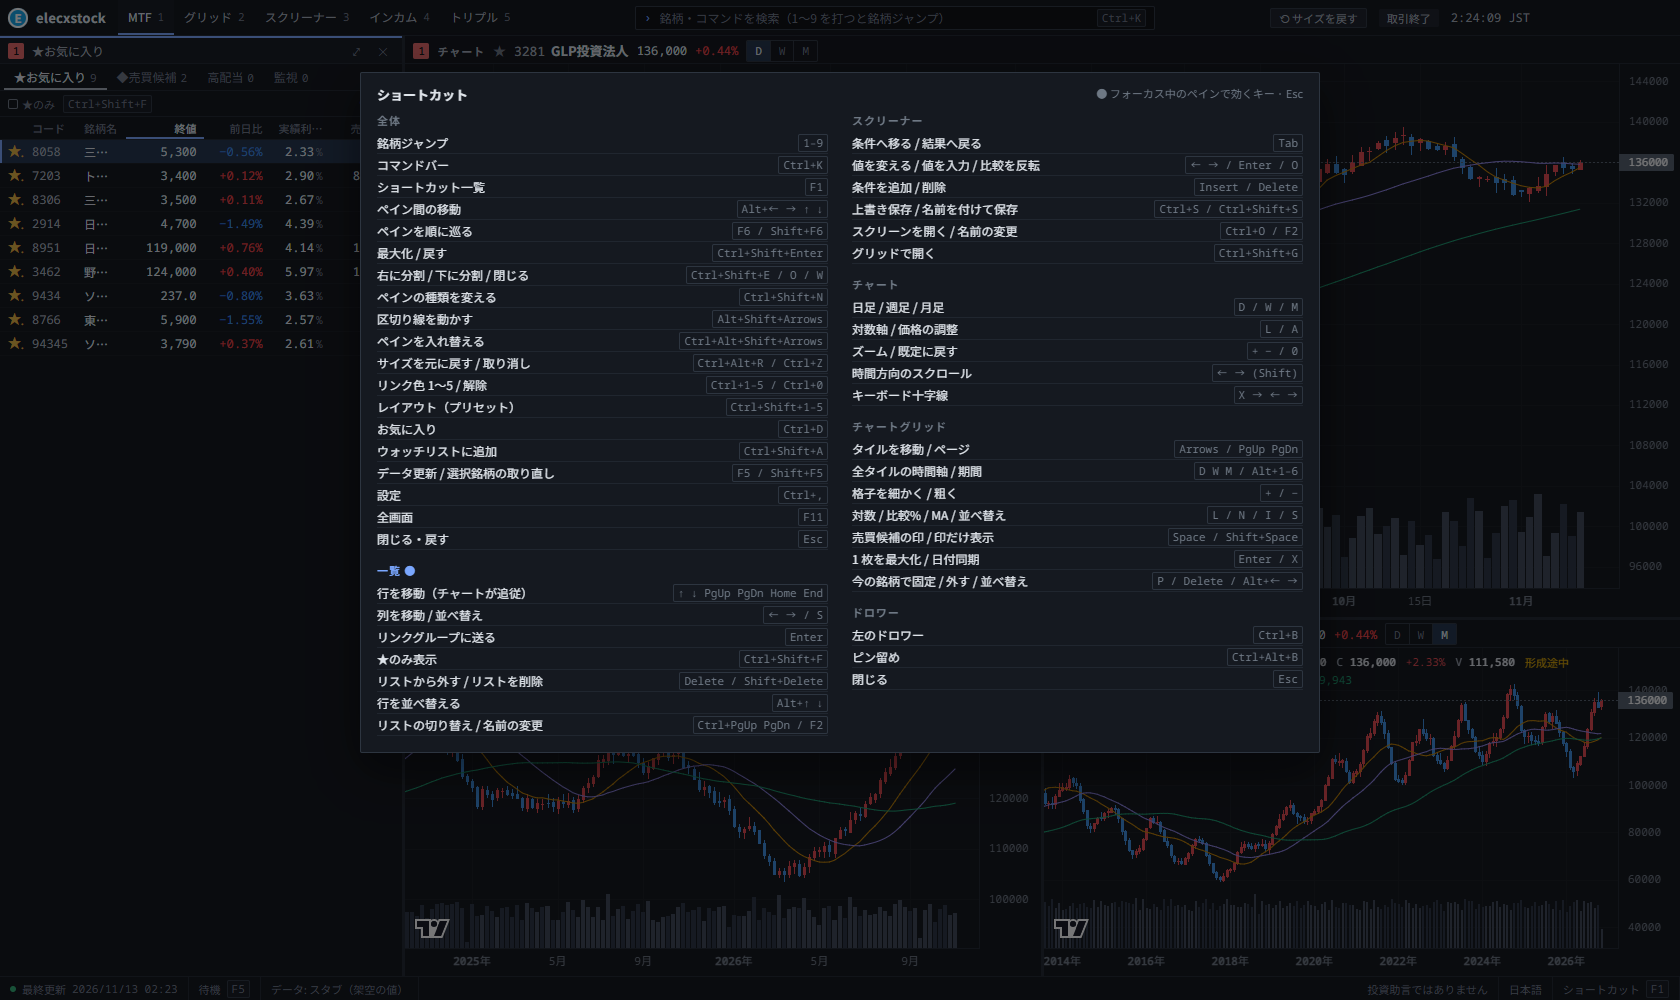 E elecxstock MTF 1 グリッド 2 スクリーナー 3 インカム 4 トリプル 5
› 銘柄・コマンドを検索（1〜9 を打つと銘柄ジャンプ） Ctrl+K
サイズを戻す 取引終了 2:24:09 JST
1 ★お気に入り
1 チャート ★ 3281 GLP投資法人 136,000 +0.44% D W M
★お気に入り 9 ◆売買候補 2 高配当 0 監視 0
★のみ Ctrl+Shift+F
コード 銘柄名 終値 前日比 実績利… 売
★ 8058 三… 5,300 −0.56% 2.33%
★ 7203 ト… 3,400 +0.12% 2.90% 8
★ 8306 三… 3,500 +0.11% 2.67%
★ 2914 日… 4,700 −1.49% 4.39%
★ 8951 日… 119,000 +0.76% 4.14% 1
★ 3462 野… 124,000 +0.40% 5.97% 1
★ 9434 ソ… 237.0 −0.80% 3.63%
★ 8766 東… 5,900 −1.55% 2.57%
★ 94345 ソ… 3,790 +0.37% 2.61%
ショートカット
フォーカス中のペインで効くキー · Esc
全体
銘柄ジャンプ 1-9
コマンドバー Ctrl+K
ショートカット一覧 F1
ペイン間の移動 Alt+← → ↑ ↓
ペインを順に巡る F6 / Shift+F6
最大化 / 戻す Ctrl+Shift+Enter
右に分割 / 下に分割 / 閉じる Ctrl+Shift+E / O / W
ペインの種類を変える Ctrl+Shift+N
区切り線を動かす Alt+Shift+Arrows
ペインを入れ替える Ctrl+Alt+Shift+Arrows
サイズを元に戻す / 取り消し Ctrl+Alt+R / Ctrl+Z
リンク色 1〜5 / 解除 Ctrl+1-5 / Ctrl+0
レイアウト（プリセット） Ctrl+Shift+1-5
お気に入り Ctrl+D
ウォッチリストに追加 Ctrl+Shift+A
データ更新 / 選択銘柄の取り直し F5 / Shift+F5
設定 Ctrl+,
全画面 F11
閉じる・戻す Esc
一覧
行を移動（チャートが追従） ↑ ↓ PgUp PgDn Home End
列を移動 / 並べ替え ← → / S
リンクグループに送る Enter
★のみ表示 Ctrl+Shift+F
リストから外す / リストを削除 Delete / Shift+Delete
行を並べ替える Alt+↑ ↓
リストの切り替え / 名前の変更 Ctrl+PgUp PgDn / F2
スクリーナー
条件へ移る / 結果へ戻る Tab
値を変える / 値を入力 / 比較を反転 ← → / Enter / O
条件を追加 / 削除 Insert / Delete
上書き保存 / 名前を付けて保存 Ctrl+S / Ctrl+Shift+S
スクリーンを開く / 名前の変更 Ctrl+O / F2
グリッドで開く Ctrl+Shift+G
チャート
日足 / 週足 / 月足 D / W / M
対数軸 / 価格の調整 L / A
ズーム / 既定に戻す + − / 0
時間方向のスクロール ← → (Shift)
キーボード十字線 X → ← →
チャートグリッド
タイルを移動 / ページ Arrows / PgUp PgDn
全タイルの時間軸 / 期間 D W M / Alt+1-6
格子を細かく / 粗く + / −
対数 / 比較% / MA / 並べ替え L / N / I / S
売買候補の印 / 印だけ表示 Space / Shift+Space
1 枚を最大化 / 日付同期 Enter / X
今の銘柄で固定 / 外す / 並べ替え P / Delete / Alt+← →
ドロワー
左のドロワー Ctrl+B
ピン留め Ctrl+Alt+B
閉じる Esc
144000
140000
136000
132000
128000
124000
120000
116000
112000
108000
104000
100000
96000
10月 15日 11月
0 +0.44% D W M
0 C 136,000 +2.33% V 111,580 形成途中
9,943
140000
136000
120000
100000
80000
60000
40000
2014年 2016年 2018年 2020年 2022年 2024年 2026年
120000
110000
100000
2025年 5月 9月 2026年 5月 9月
最終更新 2026/11/13 02:23 待機 F5 データ: スタブ（架空の値）
投資助言ではありません 日本語 ショートカット F1